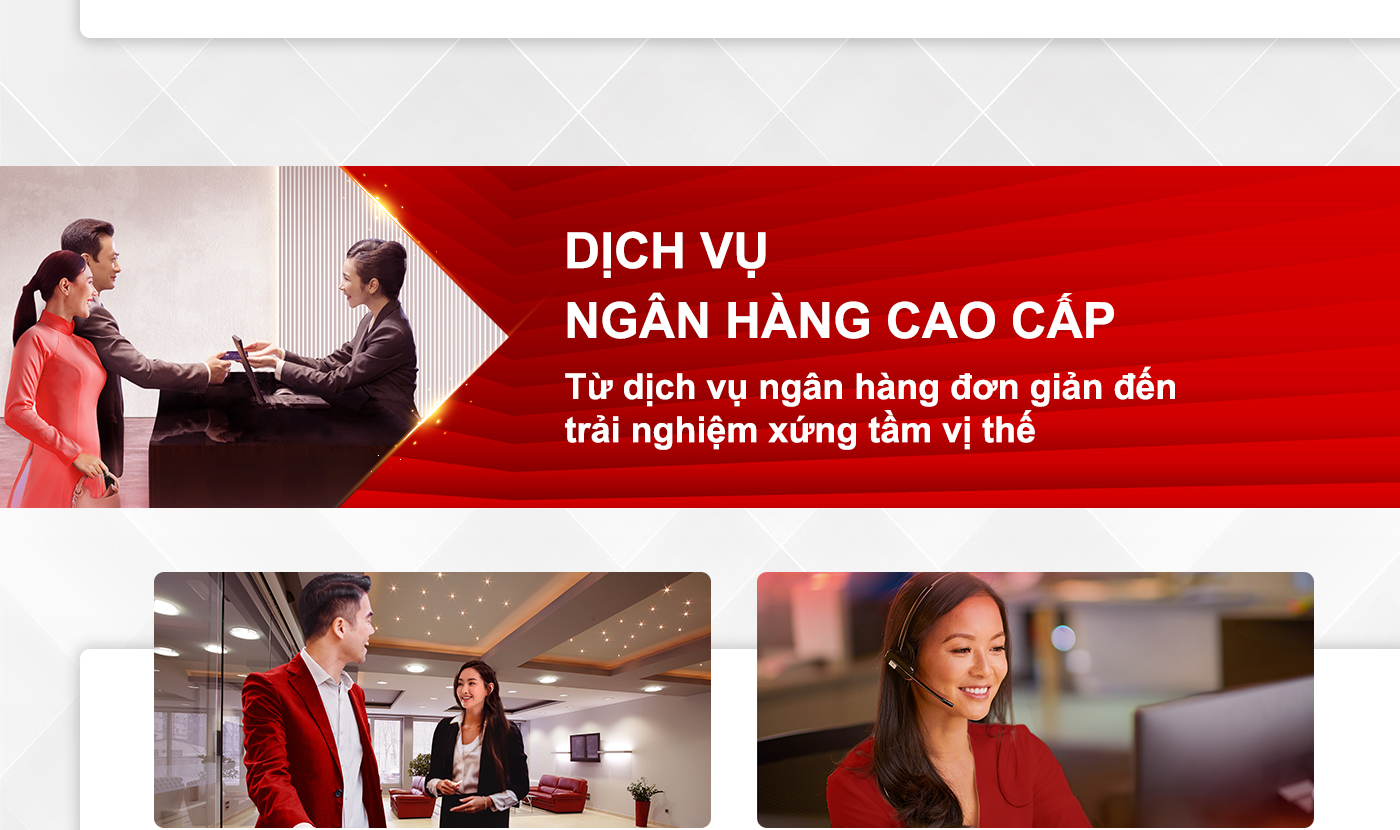 DỊCH VỤ
NGÂN HÀNG CAO CẤP
Từ dịch vụ ngân hàng đơn giản đến
trải nghiệm xứng tầm vị thế